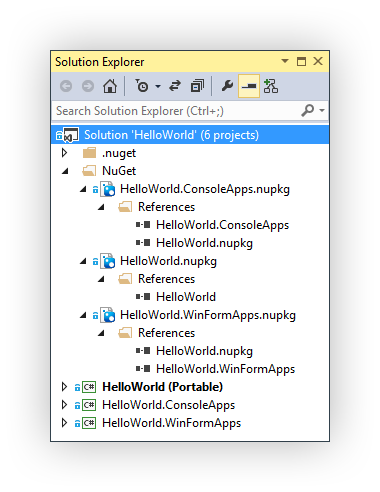 Solution Explorer
Search Solution Explorer (Ctrl+;)
Solution 'HelloWorld' (6 projects)
.nuget
NuGet
HelloWorld.ConsoleApps.nupkg
References
HelloWorld.ConsoleApps
HelloWorld.nupkg
HelloWorld.nupkg
References
HelloWorld
HelloWorld.WinFormApps.nupkg
References
HelloWorld.nupkg
HelloWorld.WinFormApps
C# HelloWorld (Portable)
C# HelloWorld.ConsoleApps
C# HelloWorld.WinFormApps